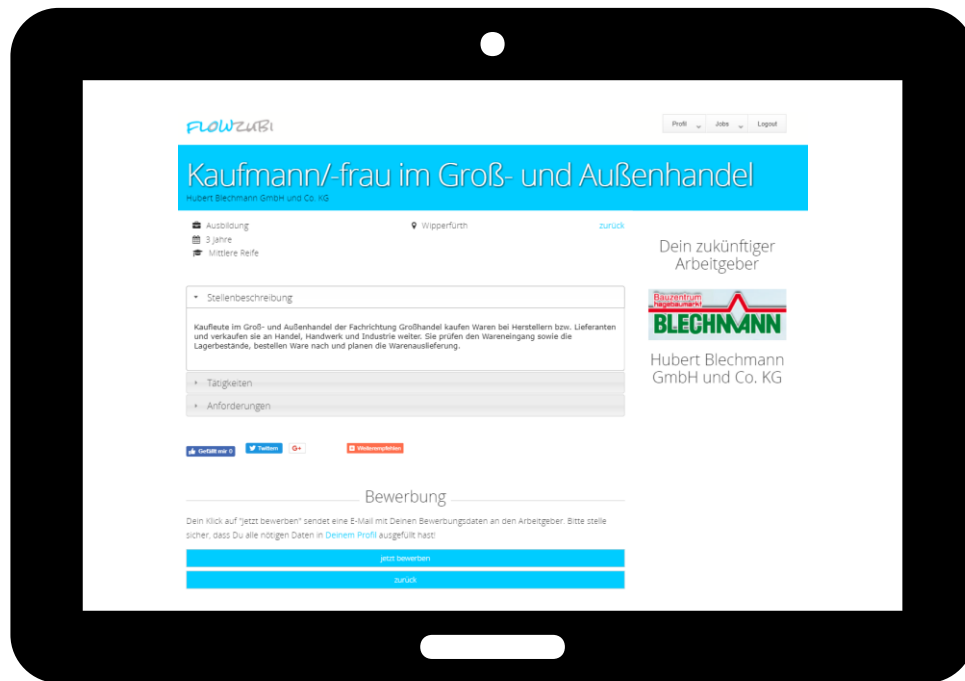 FLOWZUBI
Profil Jobs Logout
Kaufmann/-frau im Groß- und Außenhandel
Hubert Blechmann GmbH und Co. KG
Ausbildung
Wipperfürth
zurück
3 Jahre
Mittlere Reife
Dein zukünftiger
Arbeitgeber
Bauzentrum
hagebaumarkt
BLECHMANN
Hubert Blechmann
GmbH und Co. KG
Stellenbeschreibung
Kaufleute im Groß- und Außenhandel der Fachrichtung Großhandel kaufen Waren bei Herstellern bzw. Lieferanten
und verkaufen sie an Handel, Handwerk und Industrie weiter. Sie prüfen den Wareneingang sowie die
Lagerbestände, bestellen Ware nach und planen die Warenauslieferung.
Tätigkeiten
Anforderungen
Gefällt mir 0
Twittern
G+
Weiterempfehlen
Bewerbung
Dein Klick auf "Jetzt bewerben" sendet eine E-Mail mit Deinen Bewerbungsdaten an den Arbeitgeber. Bitte stelle
sicher, dass Du alle nötigen Daten in Deinem Profil ausgefüllt hast!
jetzt bewerben
zurück